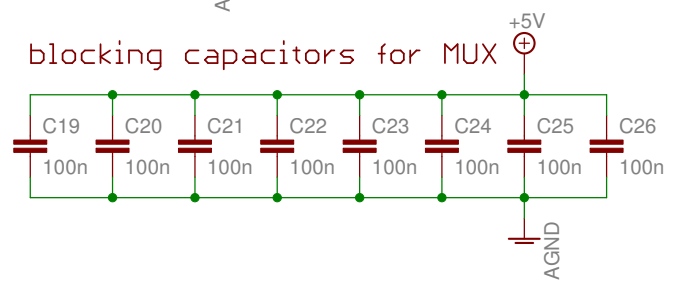 A
+5V
blocking capacitors for MUX
C19 C20 C21 C22 C23 C24 C25 C26
100n 100n 100n 100n 100n 100n 100n 100n
AGND